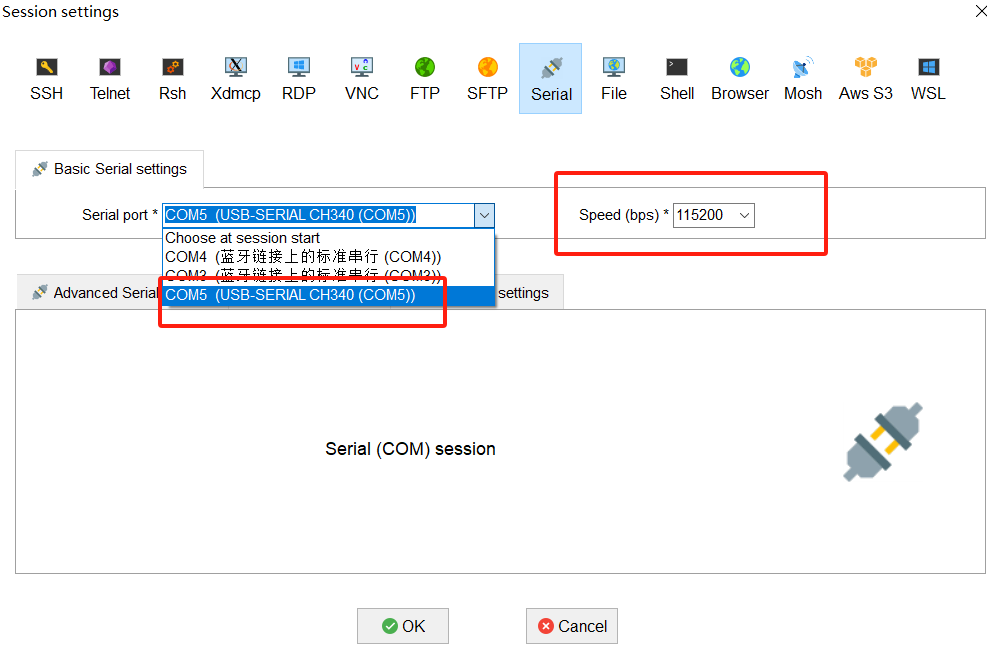 Session settings
SSH Telnet Rsh Xdmcp RDP VNC FTP SFTP Serial File Shell Browser Mosh Aws S3 WSL
Basic Serial settings
Serial port * COM5 (USB-SERIAL CH340 (COM5)) Speed (bps) * 115200
Choose at session start
COM4 (蓝牙链接上的标准串行 (COM4))
COM3 (蓝牙链接上的标准串行 (COM3))
Advanced Serial COM5 (USB-SERIAL CH340 (COM5)) settings
Serial (COM) session
OK Cancel